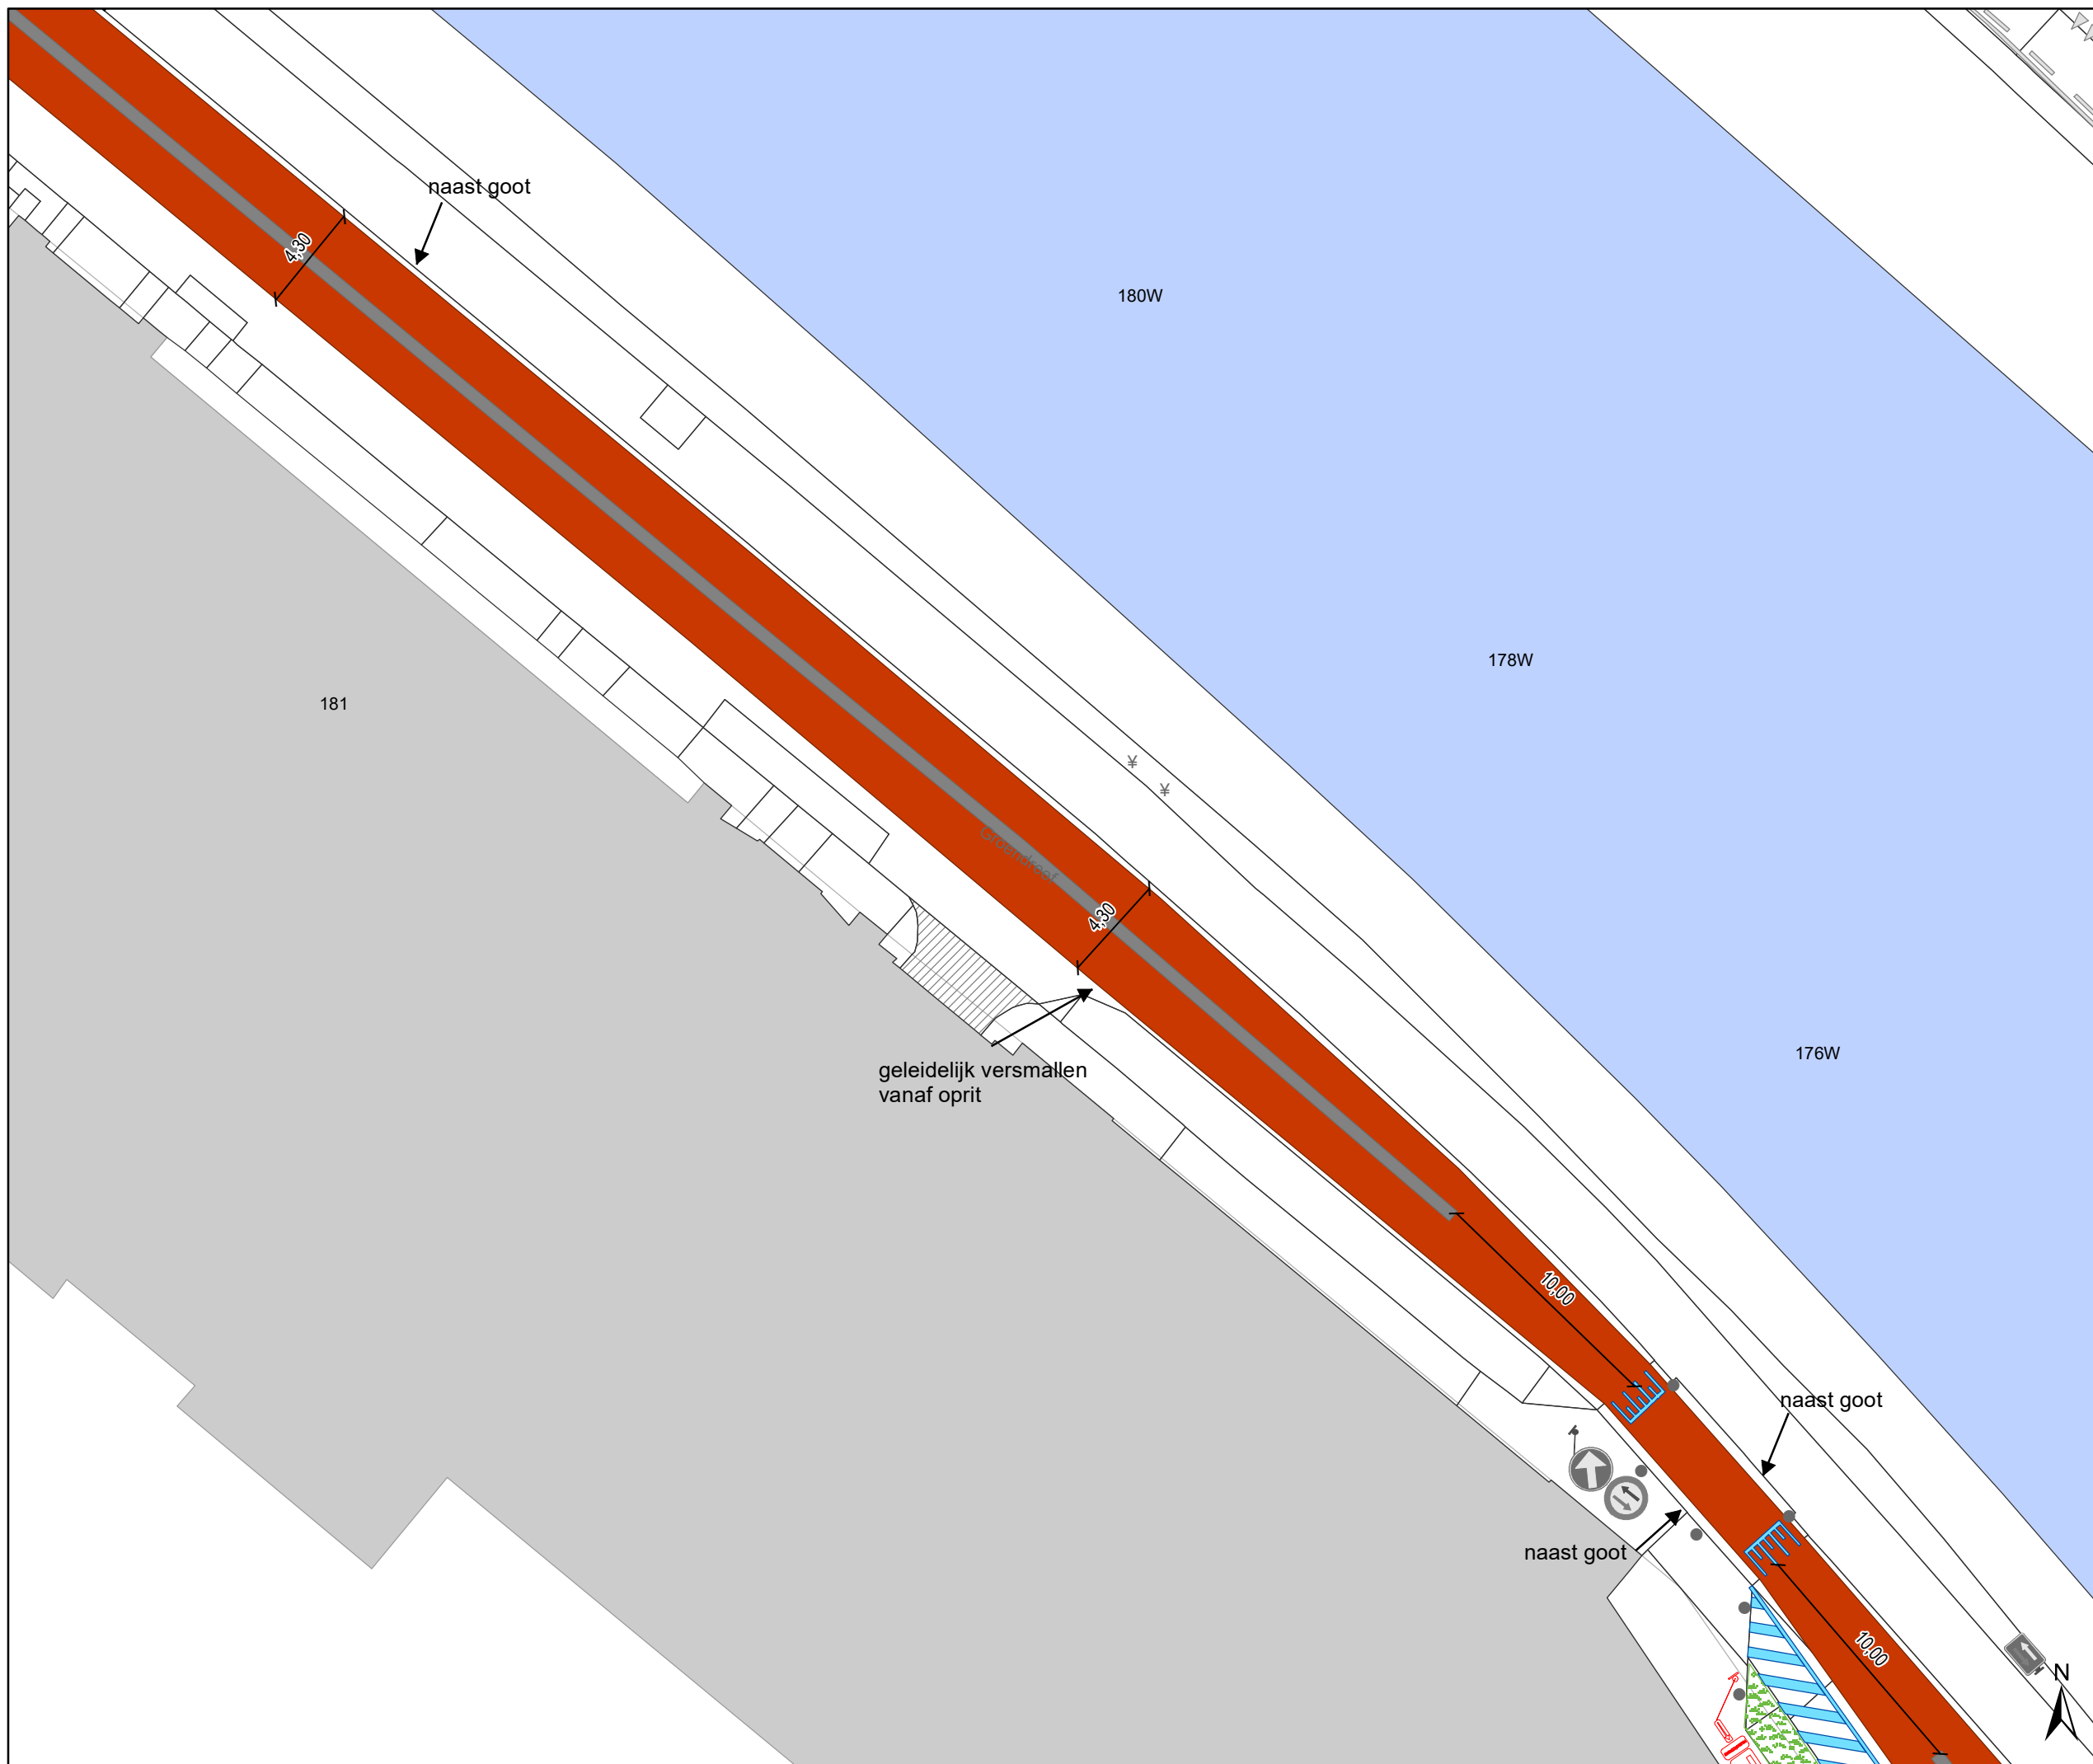 naast goot
4,30
180W
178W
181
¥
¥
Groendreef
4,30
176W
geleidelijk versmallen
vanaf oprit
10,00
naast goot
naast goot
10,00
N